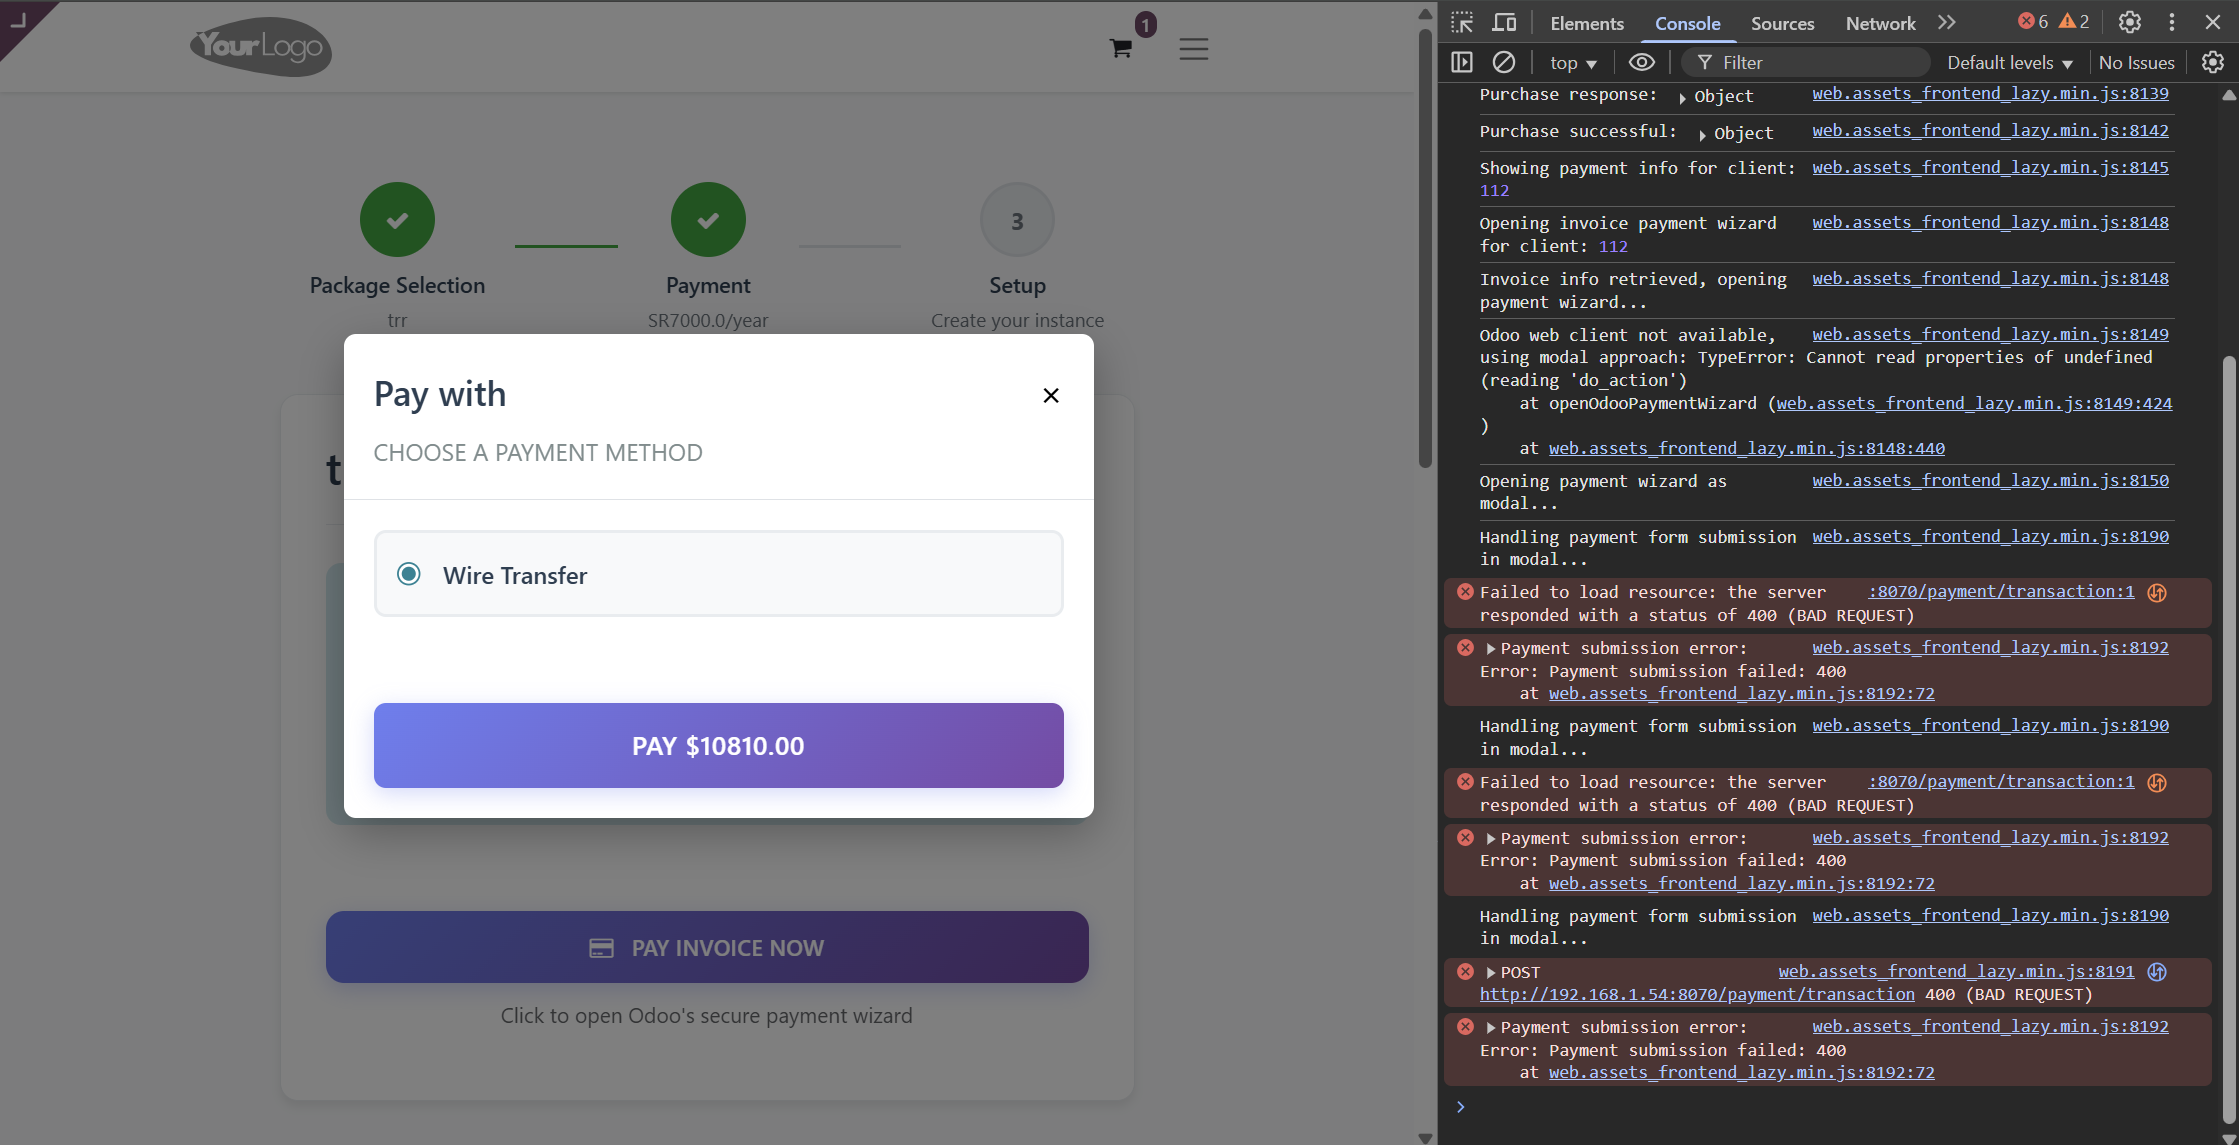 YourLogo
1
Package Selection
trr
Payment
SR7000.0/year
3
Setup
Create your instance
t
Pay with
×
CHOOSE A PAYMENT METHOD
Wire Transfer
PAY $10810.00
PAY INVOICE NOW
Click to open Odoo's secure payment wizard
Elements
Console
Sources
Network
6
2
top
Filter
Default levels
No Issues
Purchase response: Object web.assets_frontend_lazy.min.js:8139
Purchase successful: Object web.assets_frontend_lazy.min.js:8142
Showing payment info for client: web.assets_frontend_lazy.min.js:8145
112
Opening invoice payment wizard web.assets_frontend_lazy.min.js:8148
for client: 112
Invoice info retrieved, opening web.assets_frontend_lazy.min.js:8148
payment wizard...
Odoo web client not available, web.assets_frontend_lazy.min.js:8149
using modal approach: TypeError: Cannot read properties of undefined
(reading 'do_action')
at openOdooPaymentWizard (web.assets_frontend_lazy.min.js:8149:424
)
at web.assets_frontend_lazy.min.js:8148:440
Opening payment wizard as web.assets_frontend_lazy.min.js:8150
modal...
Handling payment form submission web.assets_frontend_lazy.min.js:8190
in modal...
Failed to load resource: the server :8070/payment/transaction:1
responded with a status of 400 (BAD REQUEST)
Payment submission error: web.assets_frontend_lazy.min.js:8192
Error: Payment submission failed: 400
at web.assets_frontend_lazy.min.js:8192:72
Handling payment form submission web.assets_frontend_lazy.min.js:8190
in modal...
Failed to load resource: the server :8070/payment/transaction:1
responded with a status of 400 (BAD REQUEST)
Payment submission error: web.assets_frontend_lazy.min.js:8192
Error: Payment submission failed: 400
at web.assets_frontend_lazy.min.js:8192:72
Handling payment form submission web.assets_frontend_lazy.min.js:8190
in modal...
POST web.assets_frontend_lazy.min.js:8191
http://192.168.1.54:8070/payment/transaction 400 (BAD REQUEST)
Payment submission error: web.assets_frontend_lazy.min.js:8192
Error: Payment submission failed: 400
at web.assets_frontend_lazy.min.js:8192:72